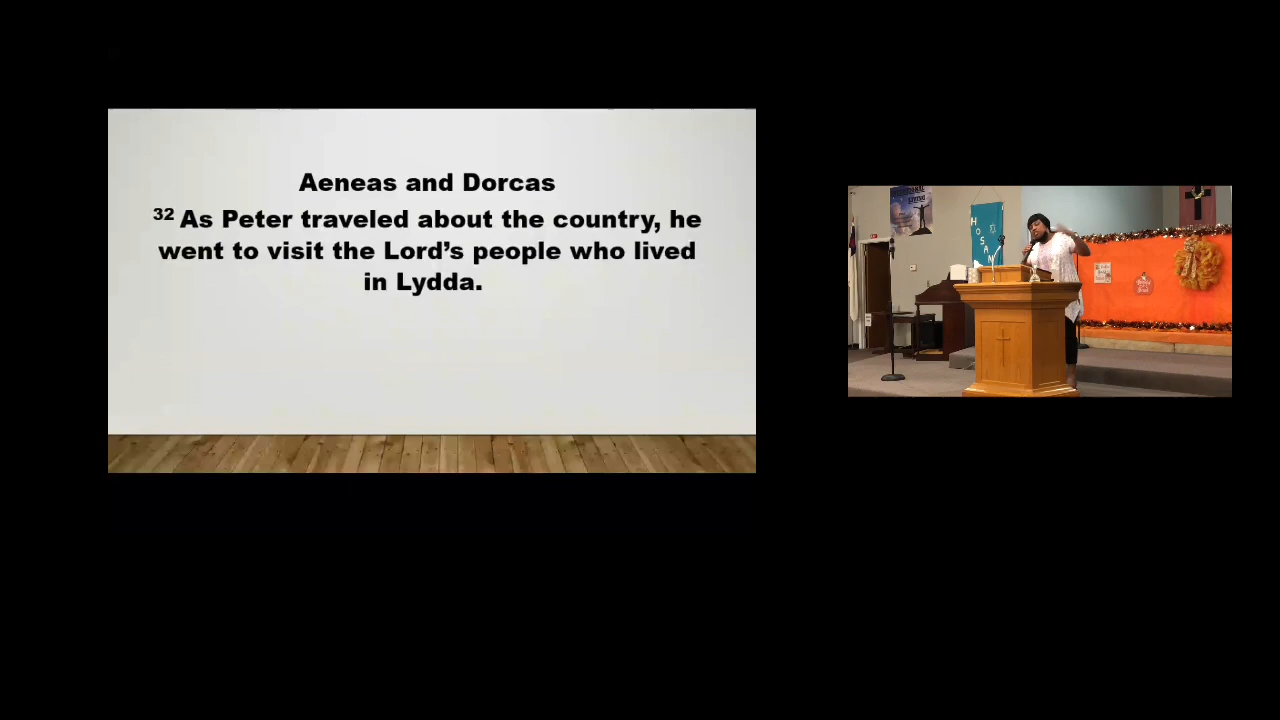 Aeneas and Dorcas
32 As Peter traveled about the country, he
went to visit the Lord’s people who lived
in Lydda.
HOSAN